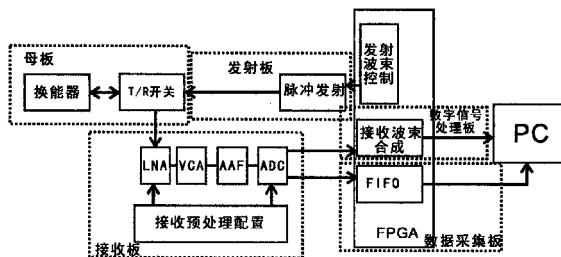 母板
换能器
T/R开关
发射板
脉冲发射
发射
波束
控制
接收波束
合成
数字信号
处理板
PC
LNA
VCA
AAF
ADC
FIFO
接收预处理配置
接收板
FPGA
数据采集板